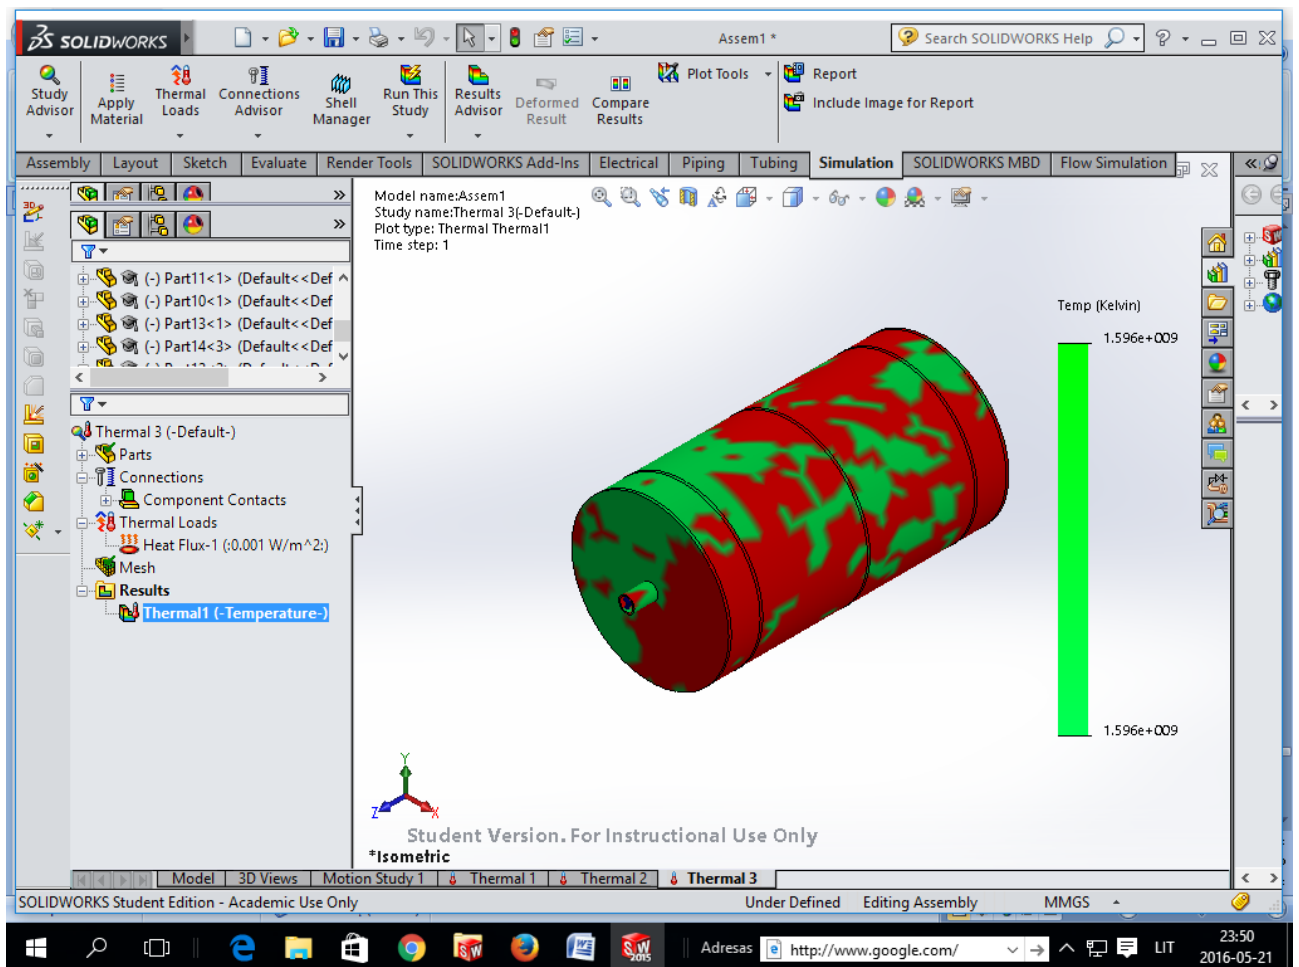 SOLIDWORKS
Assem1 *
Search SOLIDWORKS Help
Study Advisor
Apply Material
Thermal Loads
Connections Advisor
Shell Manager
Run This Study
Results Advisor
Deformed Result
Compare Results
Plot Tools
Report
Include Image for Report
Assembly Layout Sketch Evaluate Render Tools SOLIDWORKS Add-Ins Electrical Piping Tubing Simulation SOLIDWORKS MBD Flow Simulation
Model name:Assem1
Study name:Thermal 3(-Default-)
Plot type: Thermal Thermal1
Time step: 1
(-) Part11<1> (Default<<Def
(-) Part10<1> (Default<<Def
(-) Part13<1> (Default<<Def
(-) Part14<3> (Default<<Def
Thermal 3 (-Default-)
Parts
Connections
Component Contacts
Thermal Loads
Heat Flux-1 (:0.001 W/m^2:)
Mesh
Results
Thermal1 (-Temperature-)
Temp (Kelvin)
1.596e+009
1.596e+009
Y
Z
X
Student Version. For Instructional Use Only
*Isometric
Model 3D Views Motion Study 1 Thermal 1 Thermal 2 Thermal 3
SOLIDWORKS Student Edition - Academic Use Only
Under Defined Editing Assembly MMGS
Adresas http://www.google.com/
LIT
23:50
2016-05-21